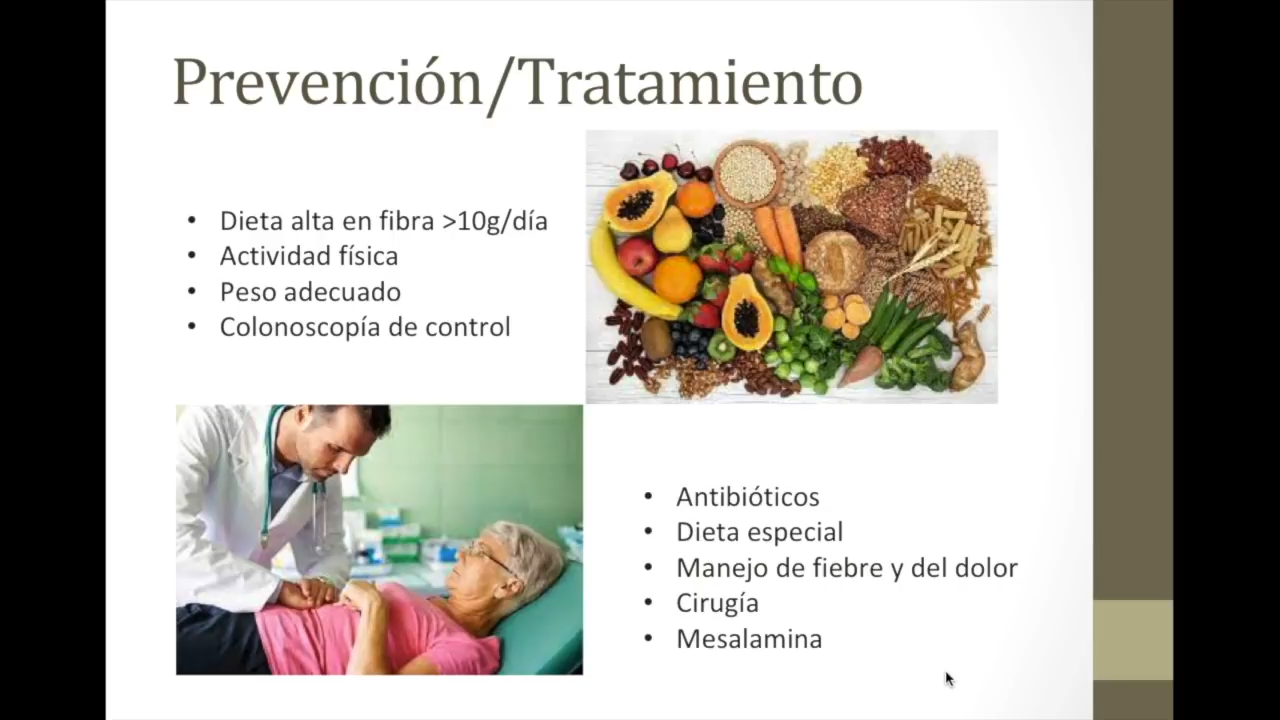 Prevención/Tratamiento
• Dieta alta en fibra >10g/día
• Actividad física
• Peso adecuado
• Colonoscopía de control
• Antibióticos
• Dieta especial
• Manejo de fiebre y del dolor
• Cirugía
• Mesalamina